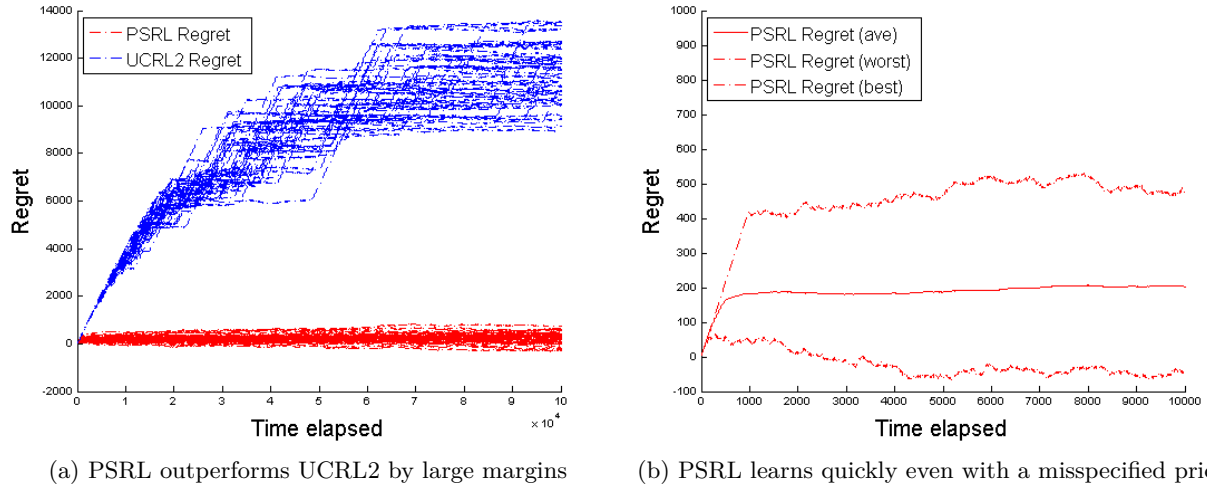 14000
12000
10000
8000
6000
4000
2000
0
-2000
Regret
PSRL Regret
UCRL2 Regret
0 1 2 3 4 5 6 7 8 9 10
× 10^4
Time elapsed
(a) PSRL outperforms UCRL2 by large margins
1000
900
800
700
600
500
400
300
200
100
0
-100
Regret
PSRL Regret (ave)
PSRL Regret (worst)
PSRL Regret (best)
0 1000 2000 3000 4000 5000 6000 7000 8000 9000 10000
Time elapsed
(b) PSRL learns quickly even with a misspecified pri